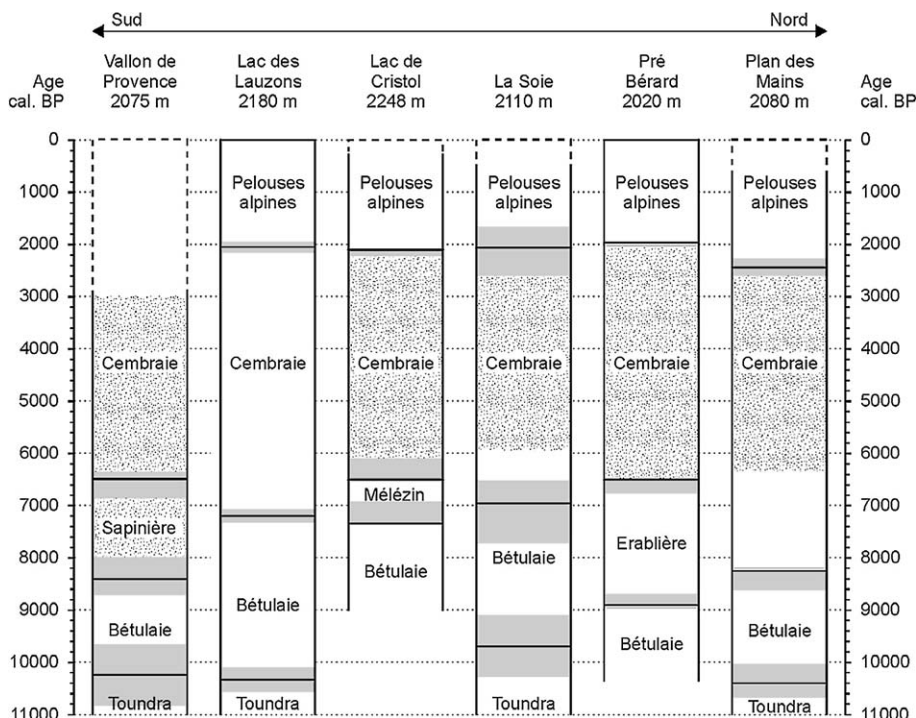 Sud
Nord
Age
cal. BP
Vallon de
Provence
2075 m
Lac des
Lauzons
2180 m
Lac de
Cristol
2248 m
La Soie
2110 m
Pré
Bérard
2020 m
Plan des
Mains
2080 m
Age
cal. BP
0
1000
2000
3000
4000
5000
6000
7000
8000
9000
10000
11000
Cembraie
Sapinière
Bétulaie
Toundra
Pelouses
alpines
Cembraie
Bétulaie
Toundra
Pelouses
alpines
Cembraie
Mélézin
Bétulaie
Pelouses
alpines
Cembraie
Bétulaie
Toundra
Pelouses
alpines
Cembraie
Erablière
Bétulaie
Pelouses
alpines
Cembraie
Bétulaie
Toundra
0
1000
2000
3000
4000
5000
6000
7000
8000
9000
10000
11000